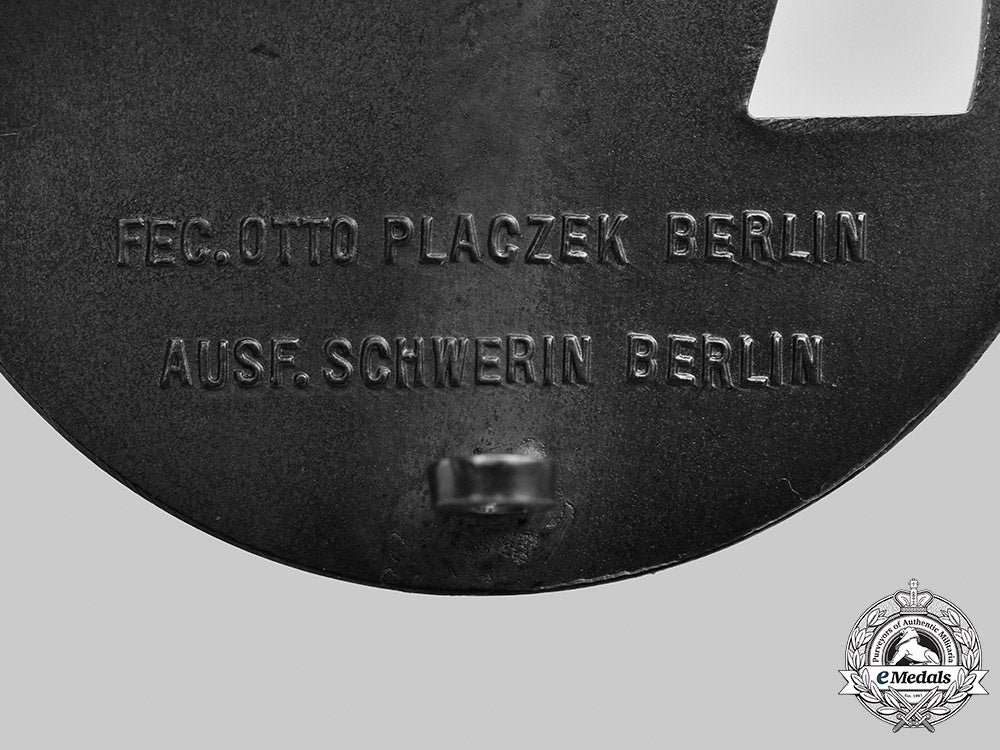 FEC. OTTO PLACZEK BERLIN
AUSF. SCHWERIN BERLIN
Purveyors of Authentic Militaria
eMedals